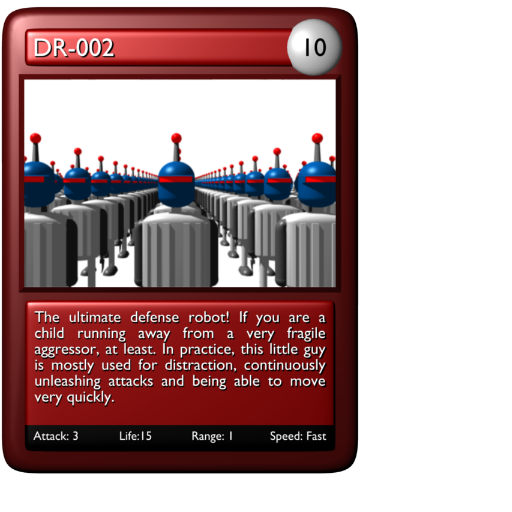 DR-002
10
The ultimate defense robot! If you are a
child running away from a very fragile
aggressor, at least. In practice, this little guy
is mostly used for distraction, continuously
unleashing attacks and being able to move
very quickly.
Attack: 3 Life:15 Range: 1 Speed: Fast